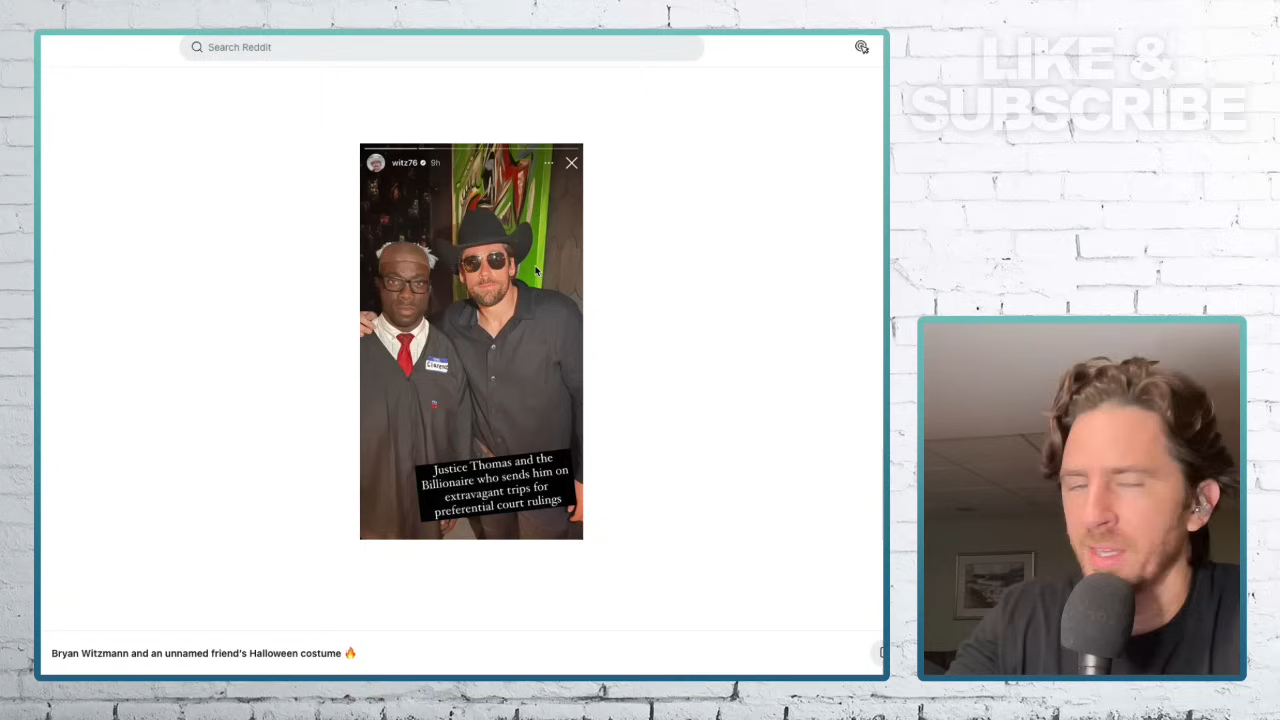 Search Reddit
LIKE &
SUBSCRIBE
witz76 9h
Clarenc
Justice Thomas and the
Billionaire who sends him on
extravagant trips for
preferential court rulings
Bryan Witzmann and an unnamed friend's Halloween costume 🔥